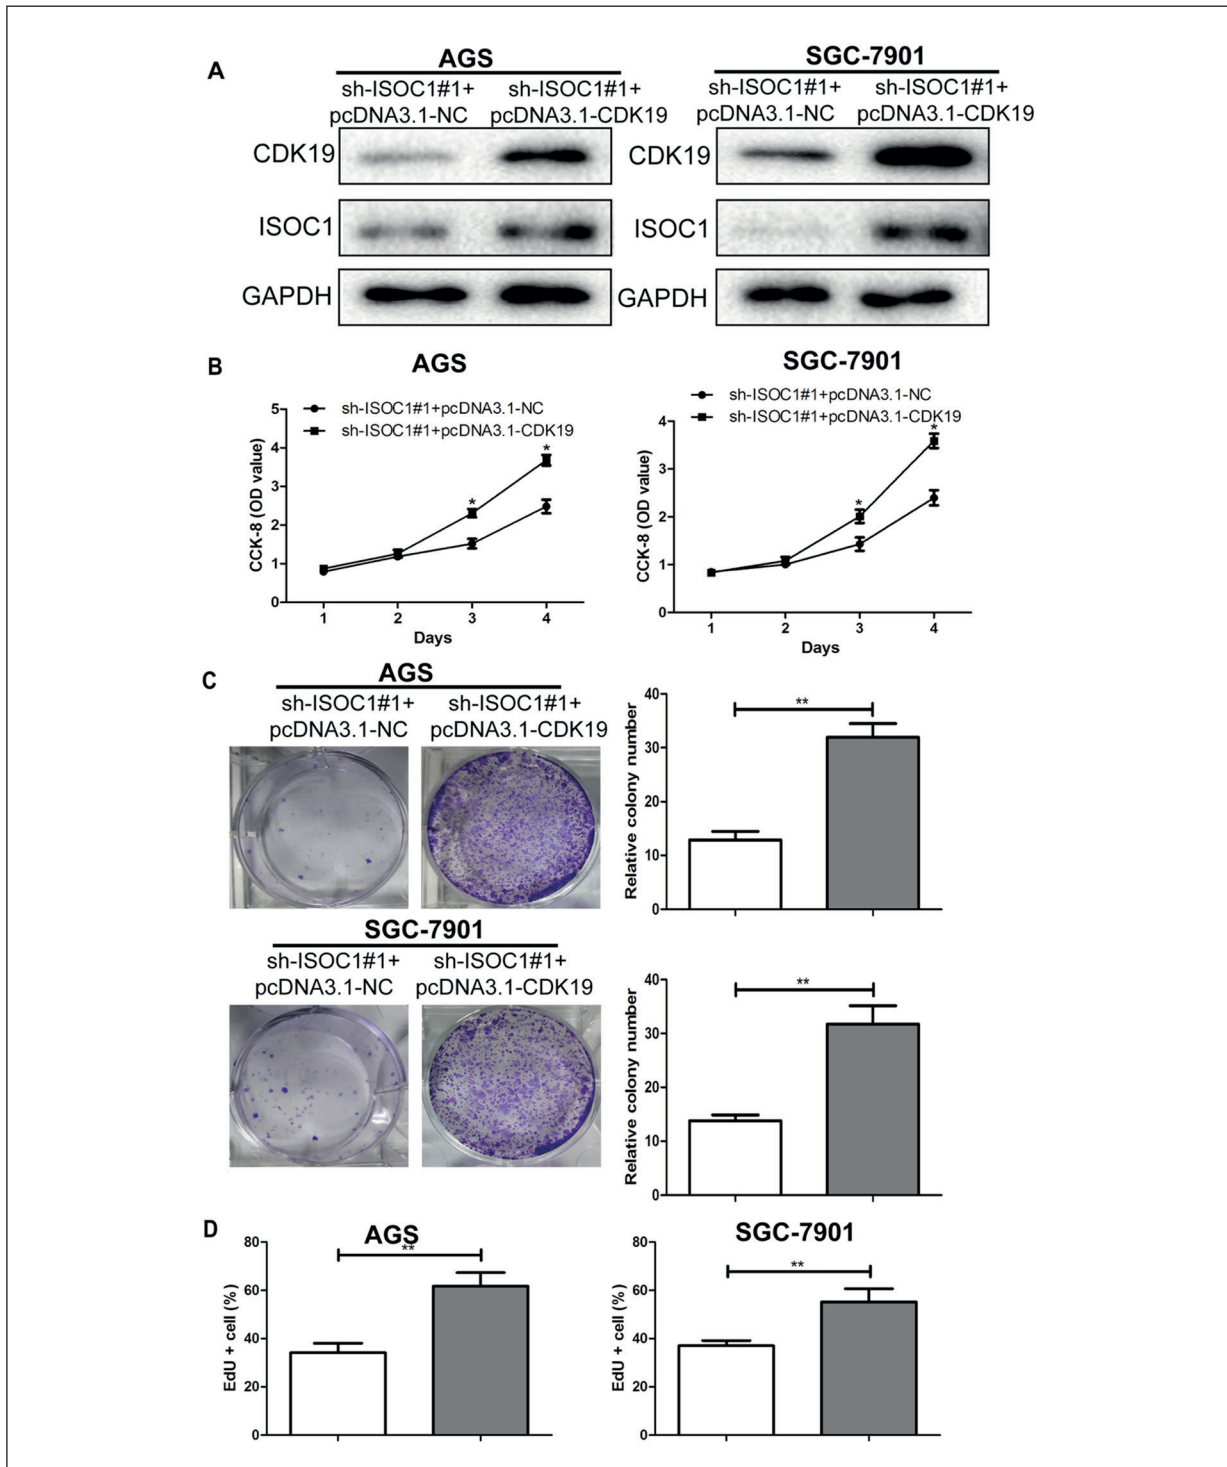 A
AGS
sh-ISOC1#1+ sh-ISOC1#1+
pcDNA3.1-NC pcDNA3.1-CDK19
CDK19
ISOC1
GAPDH
SGC-7901
sh-ISOC1#1+ sh-ISOC1#1+
pcDNA3.1-NC pcDNA3.1-CDK19
CDK19
ISOC1
GAPDH
B
AGS
sh-ISOC1#1+pcDNA3.1-NC
sh-ISOC1#1+pcDNA3.1-CDK19
CCK-8 (OD value)
5
4
3
2
1
0
* *
1 2 3 4
Days
SGC-7901
sh-ISOC1#1+pcDNA3.1-NC
sh-ISOC1#1+pcDNA3.1-CDK19
CCK-8 (OD value)
4
3
2
1
0
* *
1 2 3 4
Days
C
AGS
sh-ISOC1#1+ sh-ISOC1#1+
pcDNA3.1-NC pcDNA3.1-CDK19
Relative colony number
40
30
20
10
0
**
SGC-7901
sh-ISOC1#1+ sh-ISOC1#1+
pcDNA3.1-NC pcDNA3.1-CDK19
Relative colony number
40
30
20
10
0
**
D
AGS
EdU + cell (%)
80
60
40
20
0
**
SGC-7901
EdU + cell (%)
80
60
40
20
0
**